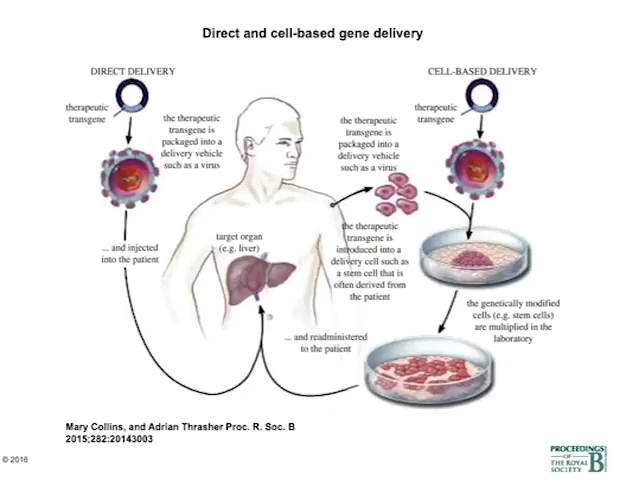 Direct and cell-based gene delivery
DIRECT DELIVERY
therapeutic
transgene
the therapeutic
transgene is
packaged into a
delivery vehicle
such as a virus
... and injected
into the patient
target organ
(e.g. liver)
CELL-BASED DELIVERY
therapeutic
transgene
the therapeutic
transgene is
packaged into a
delivery vehicle
such as a virus
the therapeutic
transgene is
introduced into a
delivery cell such as
a stem cell that is
often derived from
the patient
the genetically modified
cells (e.g. stem cells)
are multiplied in the
laboratory
... and readministered
to the patient
Mary Collins, and Adrian Thrasher Proc. R. Soc. B
2015;282:20143003
© 2016
PROCEEDINGS
OF
THE ROYAL
SOCIETY
B